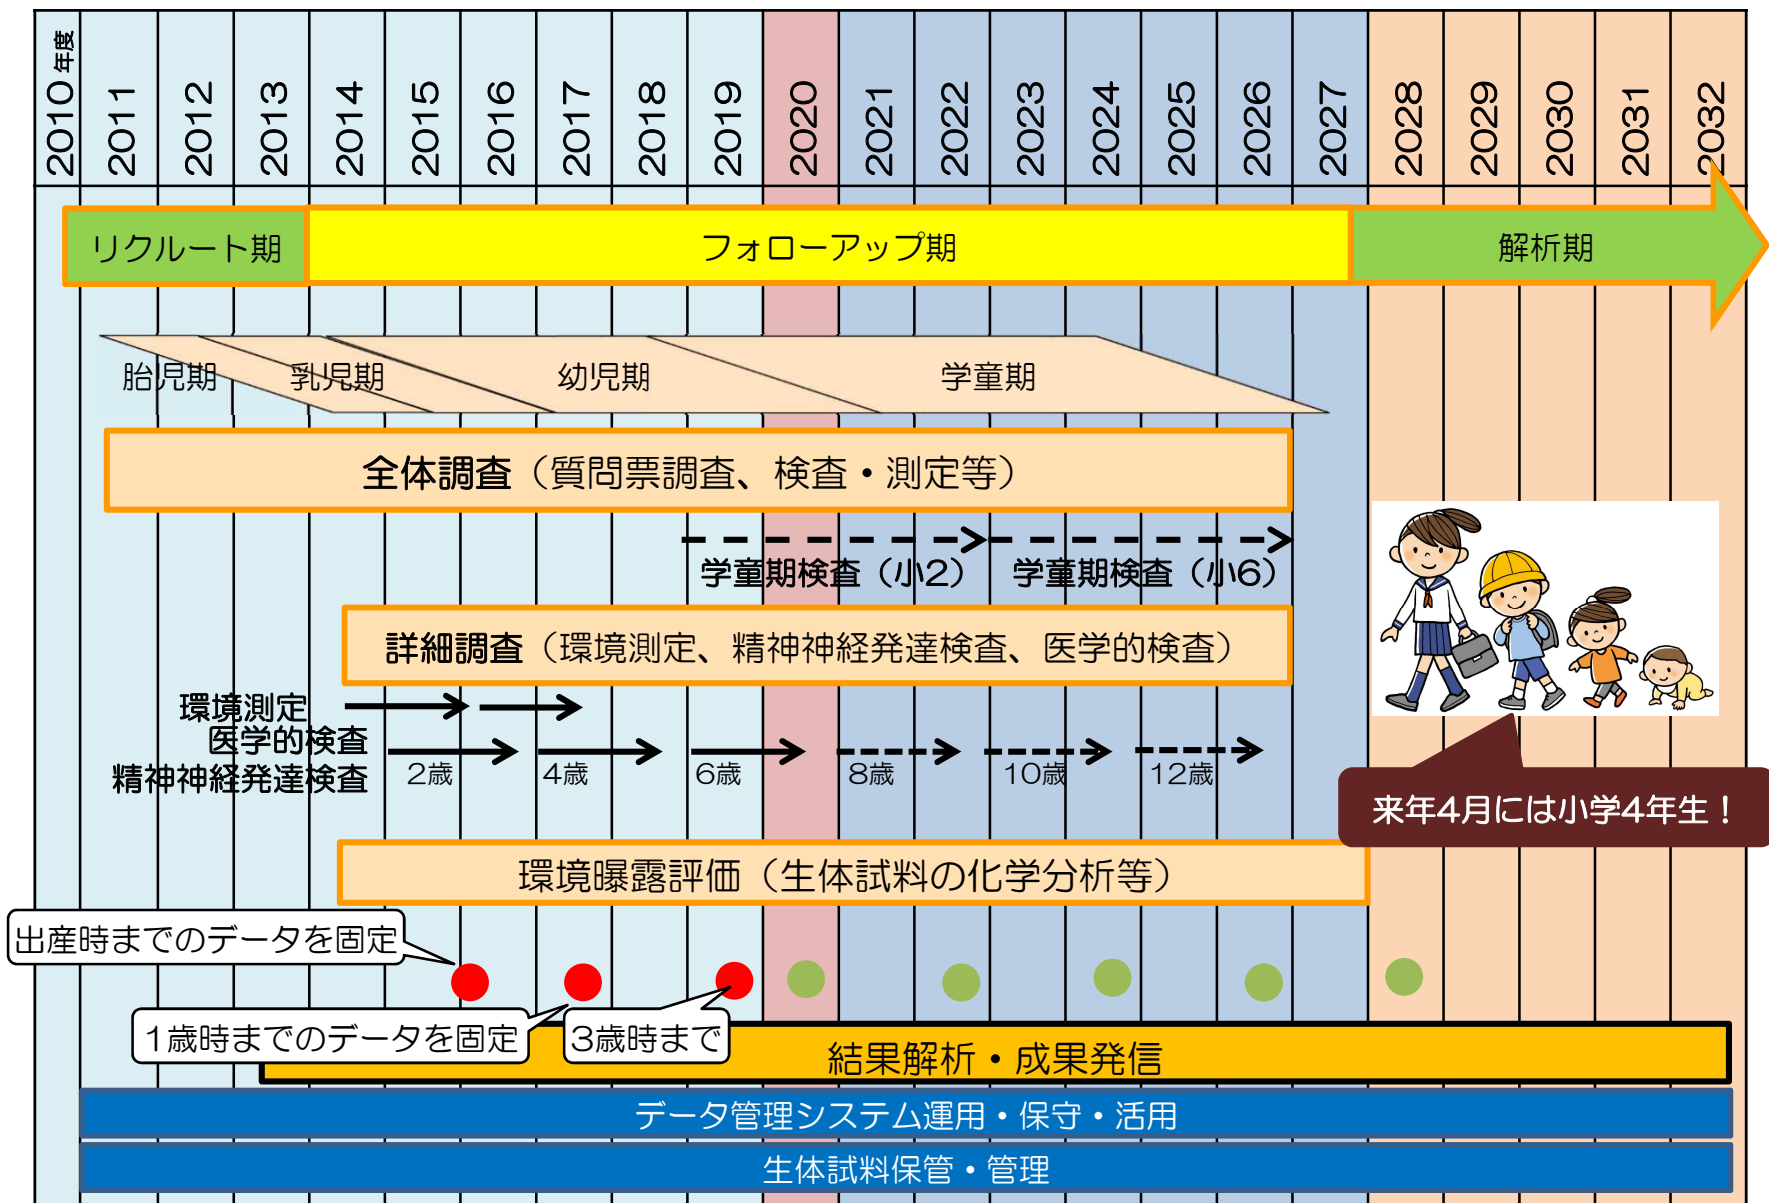 2010年度
2011
2012
2013
2014
2015
2016
2017
2018
2019
2020
2021
2022
2023
2024
2025
2026
2027
2028
2029
2030
2031
2032
リクルート期
フォローアップ期
解析期
胎児期
乳児期
幼児期
学童期
全体調査（質問票調査、検査・測定等）
学童期検査（小2）
学童期検査（小6）
詳細調査（環境測定、精神神経発達検査、医学的検査）
環境測定
医学的検査
精神神経発達検査
2歳
4歳
6歳
8歳
10歳
12歳
来年4月には小学4年生！
環境曝露評価（生体試料の化学分析等）
出産時までのデータを固定
1歳時までのデータを固定
3歳時まで
結果解析・成果発信
データ管理システム運用・保守・活用
生体試料保管・管理